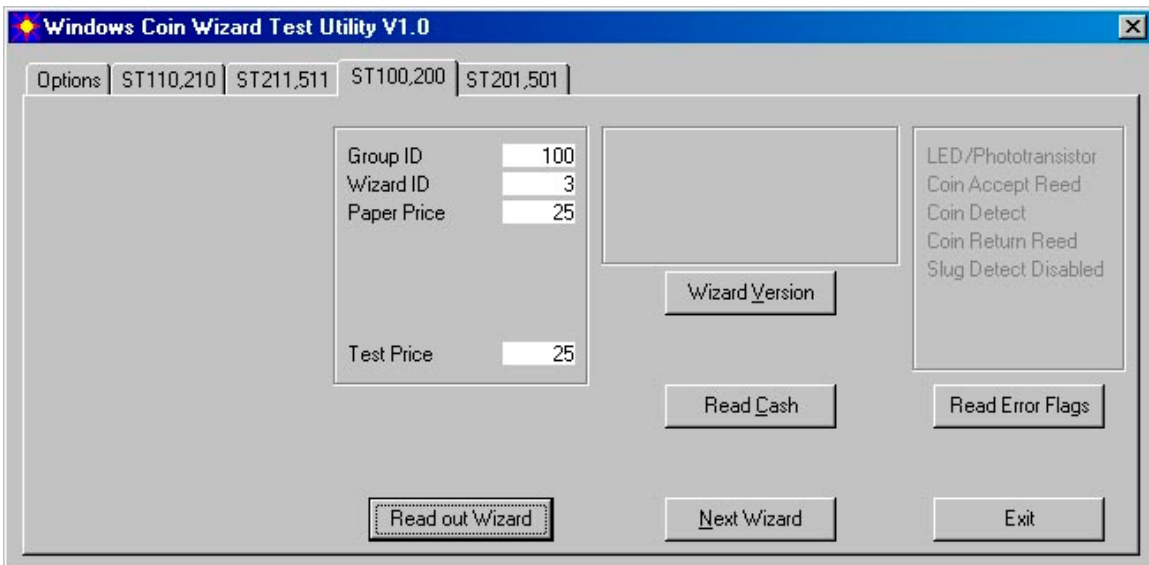 Windows Coin Wizard Test Utility V1.0
Options ST110,210 ST211,511 ST100,200 ST201,501
Group ID 100
Wizard ID 3
Paper Price 25
Test Price 25
Wizard Version
Read Cash
LED/Phototransistor
Coin Accept Reed
Coin Detect
Coin Return Reed
Slug Detect Disabled
Read Error Flags
Read out Wizard
Next Wizard
Exit